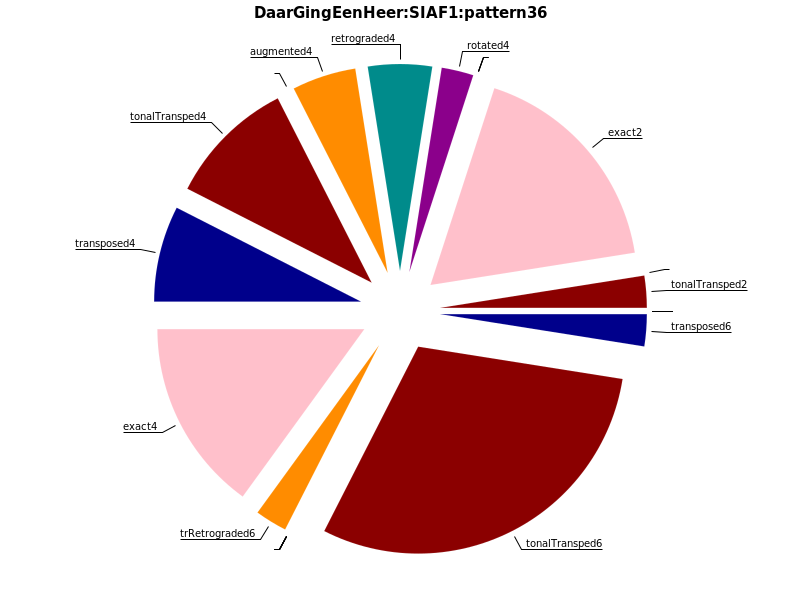 DaarGingEenHeer:SIAF1:pattern36
retrograded4
rotated4
augmented4
tonalTransped4
exact2
transposed4
tonalTransped2
transposed6
exact4
trRetrograded6
tonalTransped6